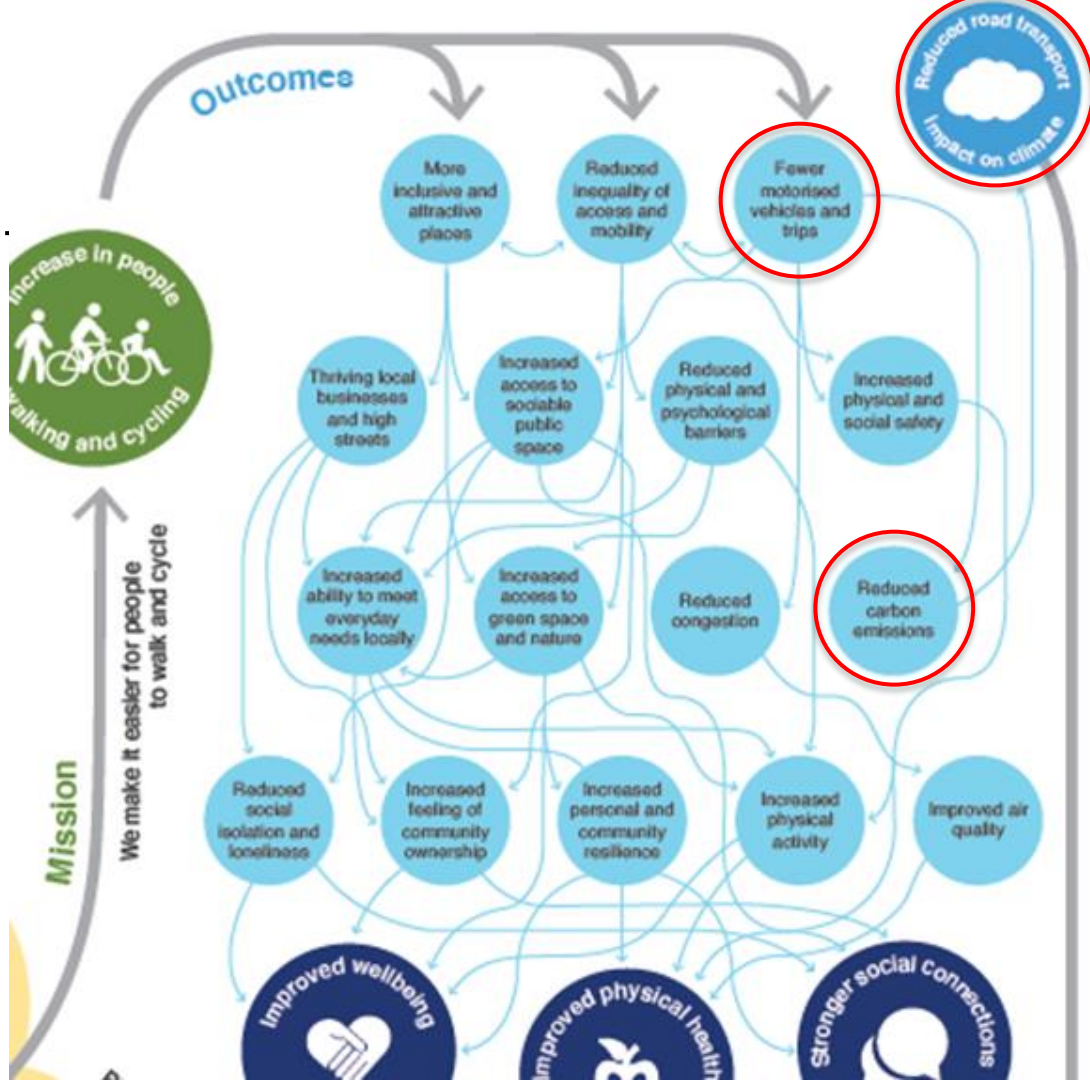 Outcomes
Reduced road transport
Impact on climate
More
inclusive and
attractive
places
Reduced
inequality of
access and
mobility
Fewer
motorised
vehicles and
trips
ncrease in people
walking and cycling
Thriving local
businesses
and high
streets
Increased
access to
sociable
public
space
Reduced
physical and
psychological
barriers
Increased
physical and
social safety
Mission
We make it easier for people
to walk and cycle
Increased
ability to meet
everyday
needs locally
Increased
access to
green space
and nature
Reduced
congestion
Reduced
carbon
emissions
Reduced
social
isolation and
loneliness
Increased
feeling of
community
ownership
Increased
personal and
community
resilience
Increased
physical
activity
Improved air
quality
Improved wellbeing
Improved physical health
Stronger social connections